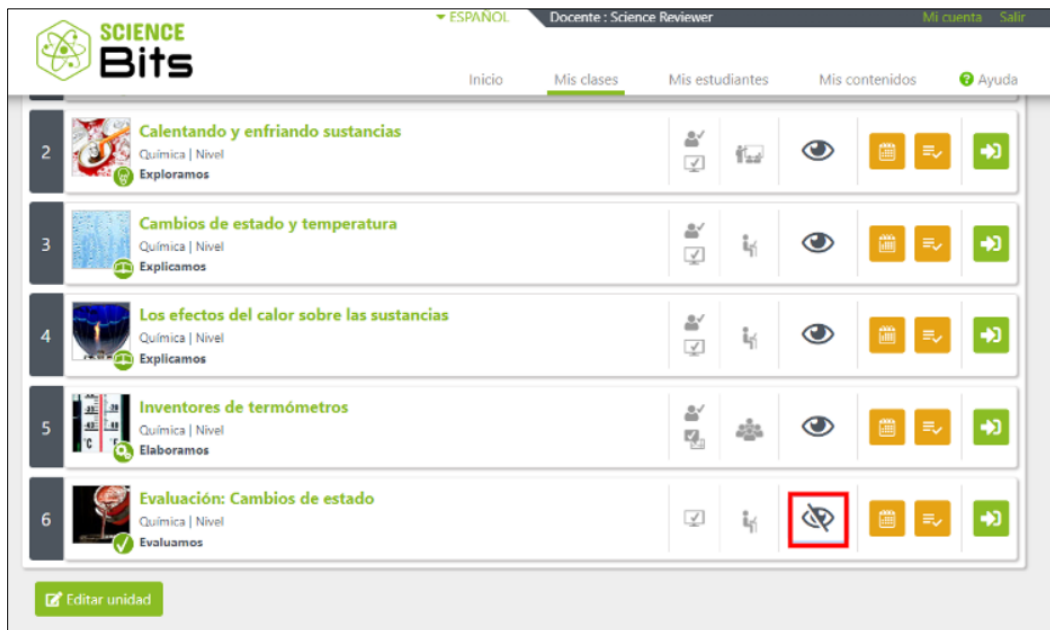 ESPAÑOL
Docente : Science Reviewer
Mi cuenta Salir
SCIENCE
Bits
Inicio Mis clases Mis estudiantes Mis contenidos ? Ayuda
2
Calentando y enfriando sustancias
Química | Nivel
Exploramos
3
Cambios de estado y temperatura
Química | Nivel
Explicamos
4
Los efectos del calor sobre las sustancias
Química | Nivel
Explicamos
5
Inventores de termómetros
Química | Nivel
Elaboramos
6
Evaluación: Cambios de estado
Química | Nivel
Evaluamos
Editar unidad